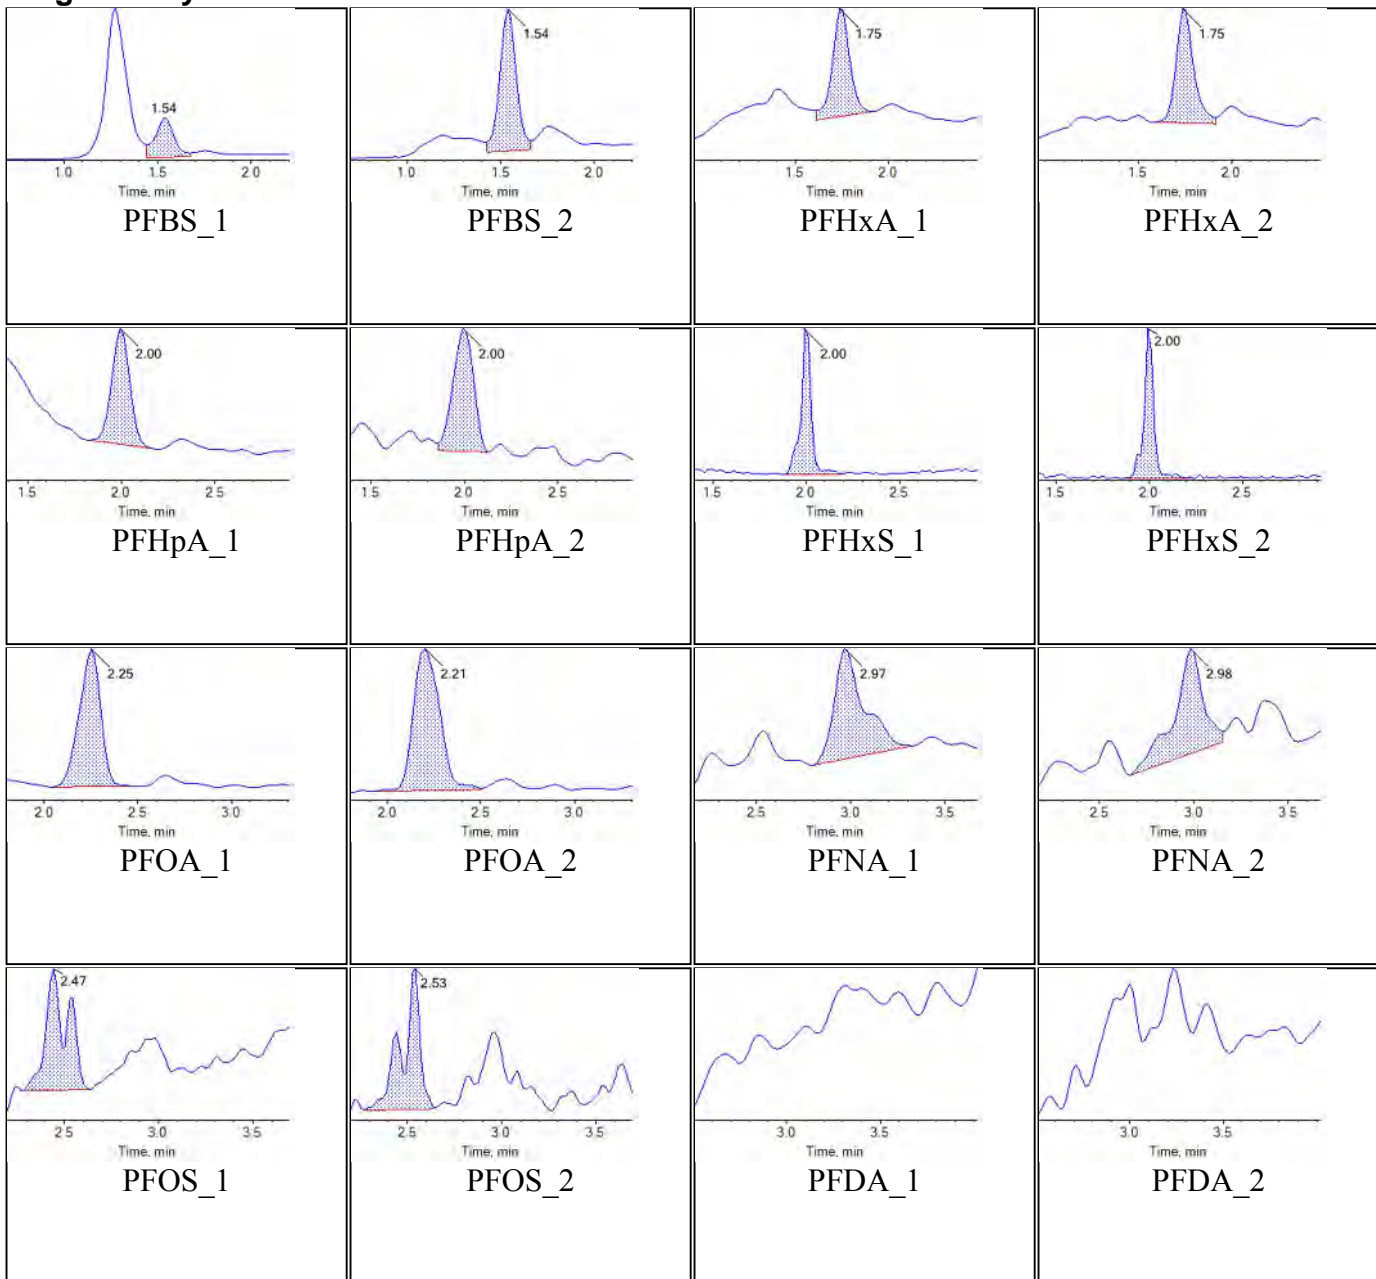 1.54
1.0 1.5 2.0
Time, min
PFBS_1
1.54
1.0 1.5 2.0
Time, min
PFBS_2
1.75
1.5 2.0
Time, min
PFHxA_1
1.75
1.5 2.0
Time, min
PFHxA_2
2.00
1.5 2.0 2.5
Time, min
PFHpA_1
2.00
1.5 2.0 2.5
Time, min
PFHpA_2
2.00
1.5 2.0 2.5
Time, min
PFHxS_1
2.00
1.5 2.0 2.5
Time, min
PFHxS_2
2.25
2.0 2.5 3.0
Time, min
PFOA_1
2.21
2.0 2.5 3.0
Time, min
PFOA_2
2.97
2.5 3.0 3.5
Time, min
PFNA_1
2.98
2.5 3.0 3.5
Time, min
PFNA_2
2.47
2.5 3.0 3.5
Time, min
PFOS_1
2.53
2.5 3.0 3.5
Time, min
PFOS_2
3.0 3.5
Time, min
PFDA_1
3.0 3.5
Time, min
PFDA_2